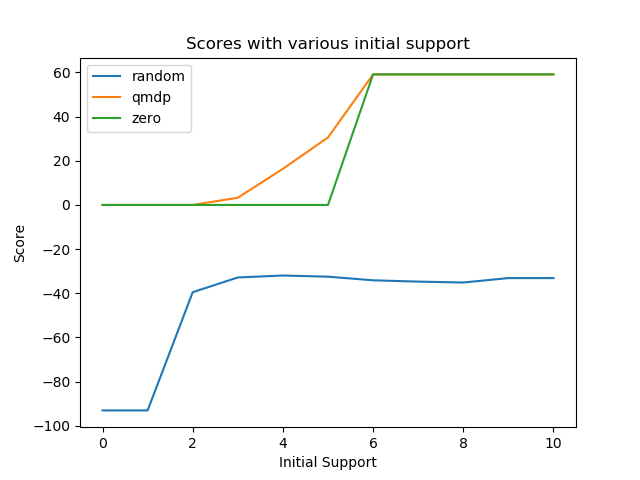 Scores with various initial support
random
qmdp
zero
60
40
20
0
−20
−40
−60
−80
−100
Score
0 2 4 6 8 10
Initial Support